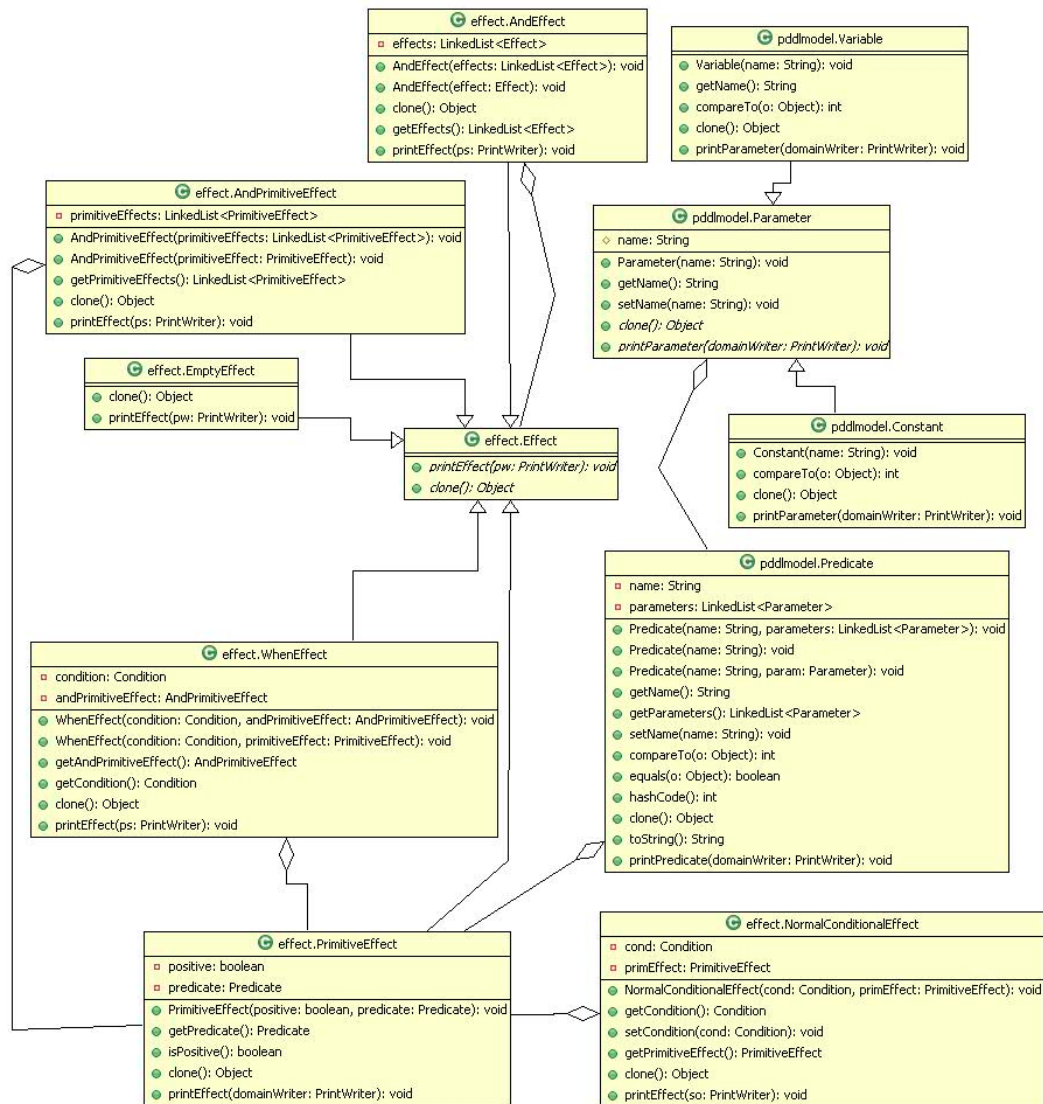 effect.AndEffect
effects: LinkedList<Effect>
AndEffect(effects: LinkedList<Effect>): void
AndEffect(effect: Effect): void
clone(): Object
getEffects(): LinkedList<Effect>
printEffect(ps: PrintWriter): void
pddlmodel.Variable
Variable(name: String): void
getName(): String
compareTo(o: Object): int
clone(): Object
printParameter(domainWriter: PrintWriter): void
effect.AndPrimitiveEffect
primitiveEffects: LinkedList<PrimitiveEffect>
AndPrimitiveEffect(primitiveEffects: LinkedList<PrimitiveEffect>): void
AndPrimitiveEffect(primitiveEffect: PrimitiveEffect): void
getPrimitiveEffects(): LinkedList<PrimitiveEffect>
clone(): Object
printEffect(ps: PrintWriter): void
pddlmodel.Parameter
name: String
Parameter(name: String): void
getName(): String
setName(name: String): void
clone(): Object
printParameter(domainWriter: PrintWriter): void
effect.EmptyEffect
clone(): Object
printEffect(pw: PrintWriter): void
effect.Effect
printEffect(pw: PrintWriter): void
clone(): Object
pddlmodel.Constant
Constant(name: String): void
compareTo(o: Object): int
clone(): Object
printParameter(domainWriter: PrintWriter): void
pddlmodel.Predicate
name: String
parameters: LinkedList<Parameter>
Predicate(name: String, parameters: LinkedList<Parameter>): void
Predicate(name: String): void
Predicate(name: String, param: Parameter): void
getName(): String
getParameters(): LinkedList<Parameter>
setName(name: String): void
compareTo(o: Object): int
equals(o: Object): boolean
hashCode(): int
clone(): Object
toString(): String
printPredicate(domainWriter: PrintWriter): void
effect.WhenEffect
condition: Condition
andPrimitiveEffect: AndPrimitiveEffect
WhenEffect(condition: Condition, andPrimitiveEffect: AndPrimitiveEffect): void
WhenEffect(condition: Condition, primitiveEffect: PrimitiveEffect): void
getAndPrimitiveEffect(): AndPrimitiveEffect
getCondition(): Condition
clone(): Object
printEffect(ps: PrintWriter): void
effect.PrimitiveEffect
positive: boolean
predicate: Predicate
PrimitiveEffect(positive: boolean, predicate: Predicate): void
getPredicate(): Predicate
isPositive(): boolean
clone(): Object
printEffect(domainWriter: PrintWriter): void
effect.NormalConditionalEffect
cond: Condition
primEffect: PrimitiveEffect
NormalConditionalEffect(cond: Condition, primEffect: PrimitiveEffect): void
getCondition(): Condition
setCondition(cond: Condition): void
getPrimitiveEffect(): PrimitiveEffect
clone(): Object
printEffect(so: PrintWriter): void